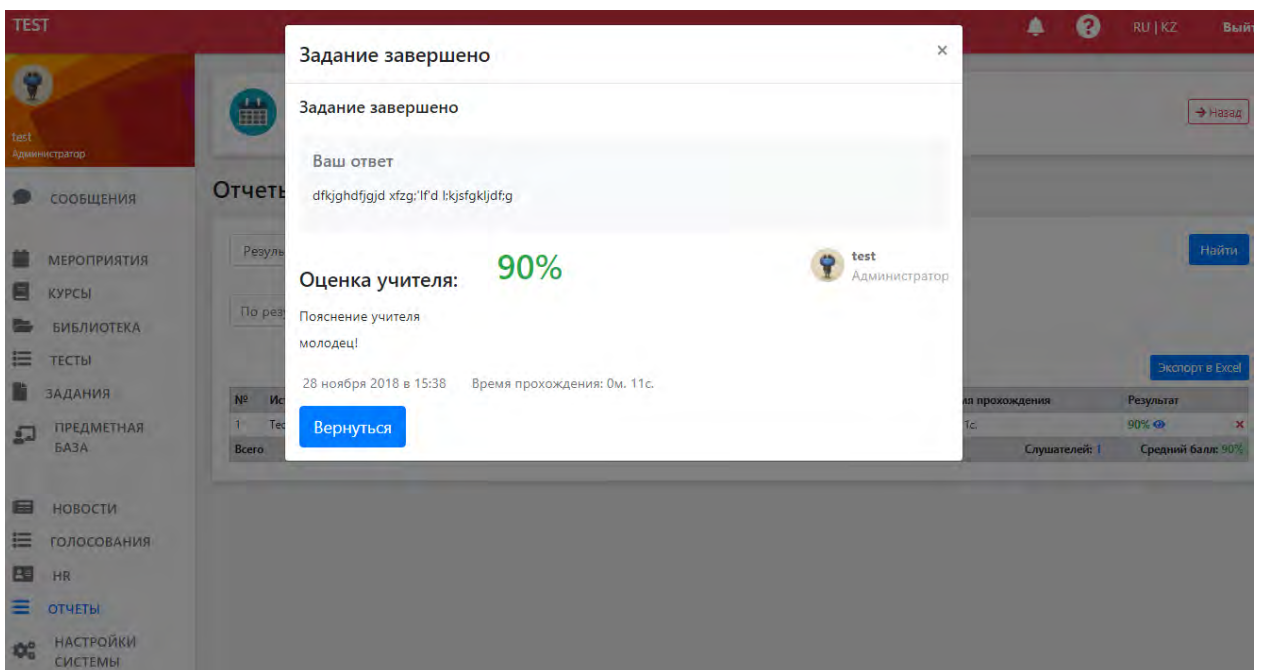 TEST
RU | KZ
Задание завершено
×
Задание завершено
test
Администратор
Назад
Ваш ответ
dfkjghdfjgjd xfzg;'lf'd l:kjsfgkljdf;g
СООБЩЕНИЯ
Отчеты
Найти
МЕРОПРИЯТИЯ
Оценка учителя:
90%
test
Администратор
КУРСЫ
Пояснение учителя
БИБЛИОТЕКА
молодец!
ТЕСТЫ
Экспорт в Excel
28 ноября 2018 в 15:38
Время прохождения: 0м. 11с.
ЗАДАНИЯ
№
прохождения
Результат
Вернуться
1
1с.
90%
ПРЕДМЕТНАЯ
БАЗА
Всего
Слушателей: 1
Средний балл: 90%
НОВОСТИ
ГОЛОСОВАНИЯ
HR
ОТЧЕТЫ
НАСТРОЙКИ
СИСТЕМЫ